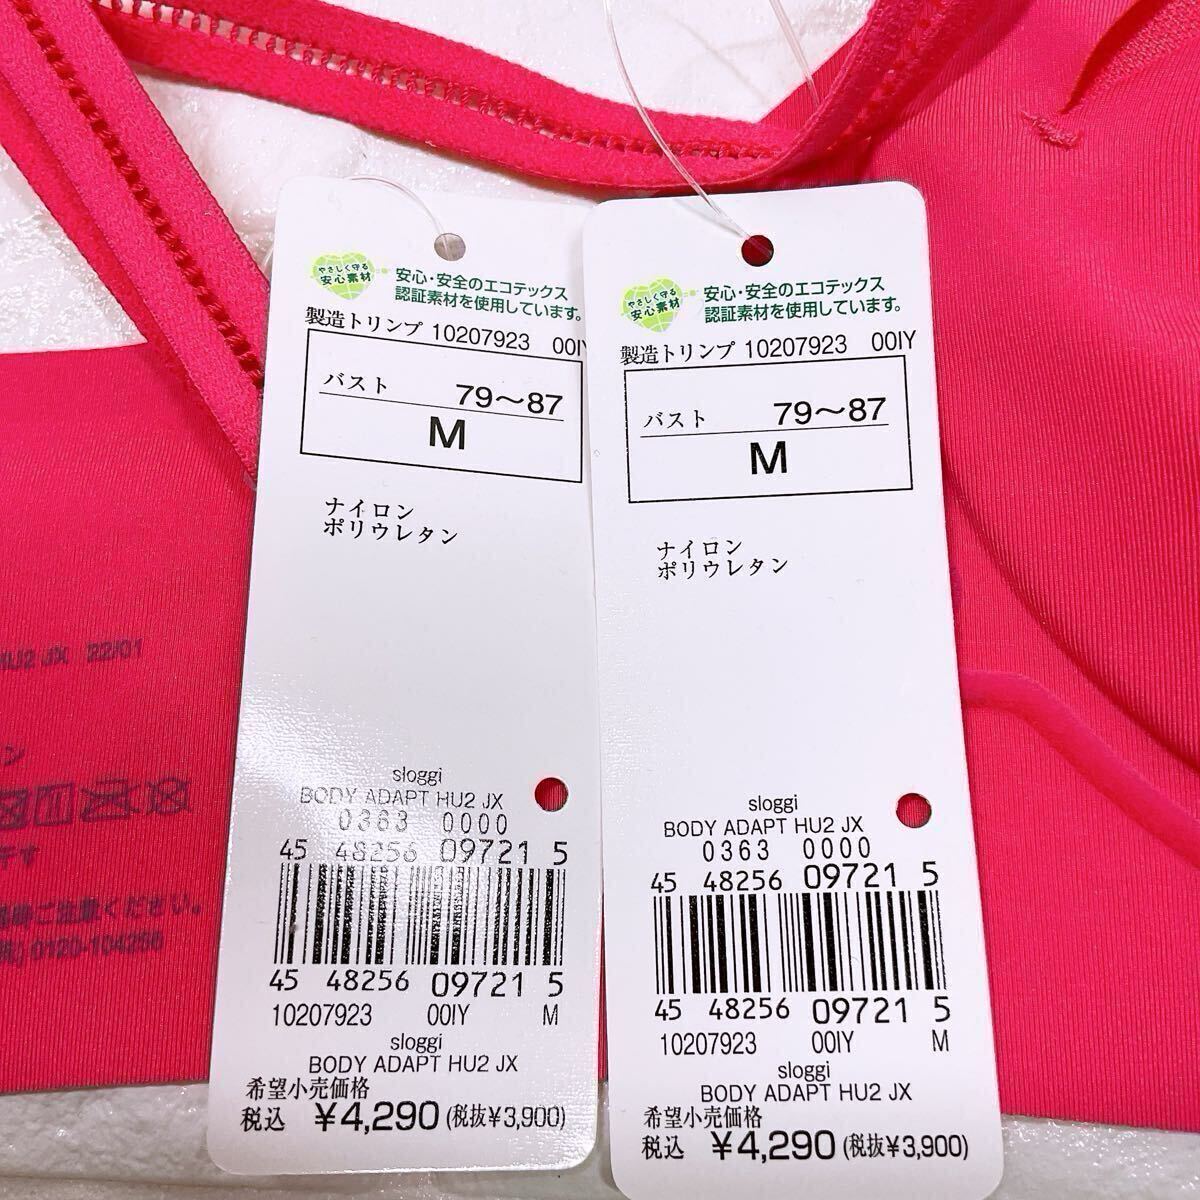 やさしく守る
安心素材
安心・安全のエコテックス
認証素材を使用しています。
製造トリンプ 10207923 00IY
バスト 79～87
M
ナイロン
ポリウレタン
sloggi
BODY ADAPT HU2 JX
0363 0000
45 48256 09721 5
45 48256 09721 5
10207923 00IY M
sloggi
BODY ADAPT HU2 JX
希望小売価格
税込 ¥4,290 (税抜¥3,900)
やさしく守る
安心素材
安心・安全のエコテックス
認証素材を使用しています。
製造トリンプ 10207923 00IY
バスト 79～87
M
ナイロン
ポリウレタン
sloggi
BODY ADAPT HU2 JX
0363 0000
45 48256 09721 5
45 48256 09721 5
10207923 00IY M
sloggi
BODY ADAPT HU2 JX
希望小売価格
税込 ¥4,290 (税抜¥3,900)
HU2 JX 22/01
ン
干す
ご注意ください。
0120-104256